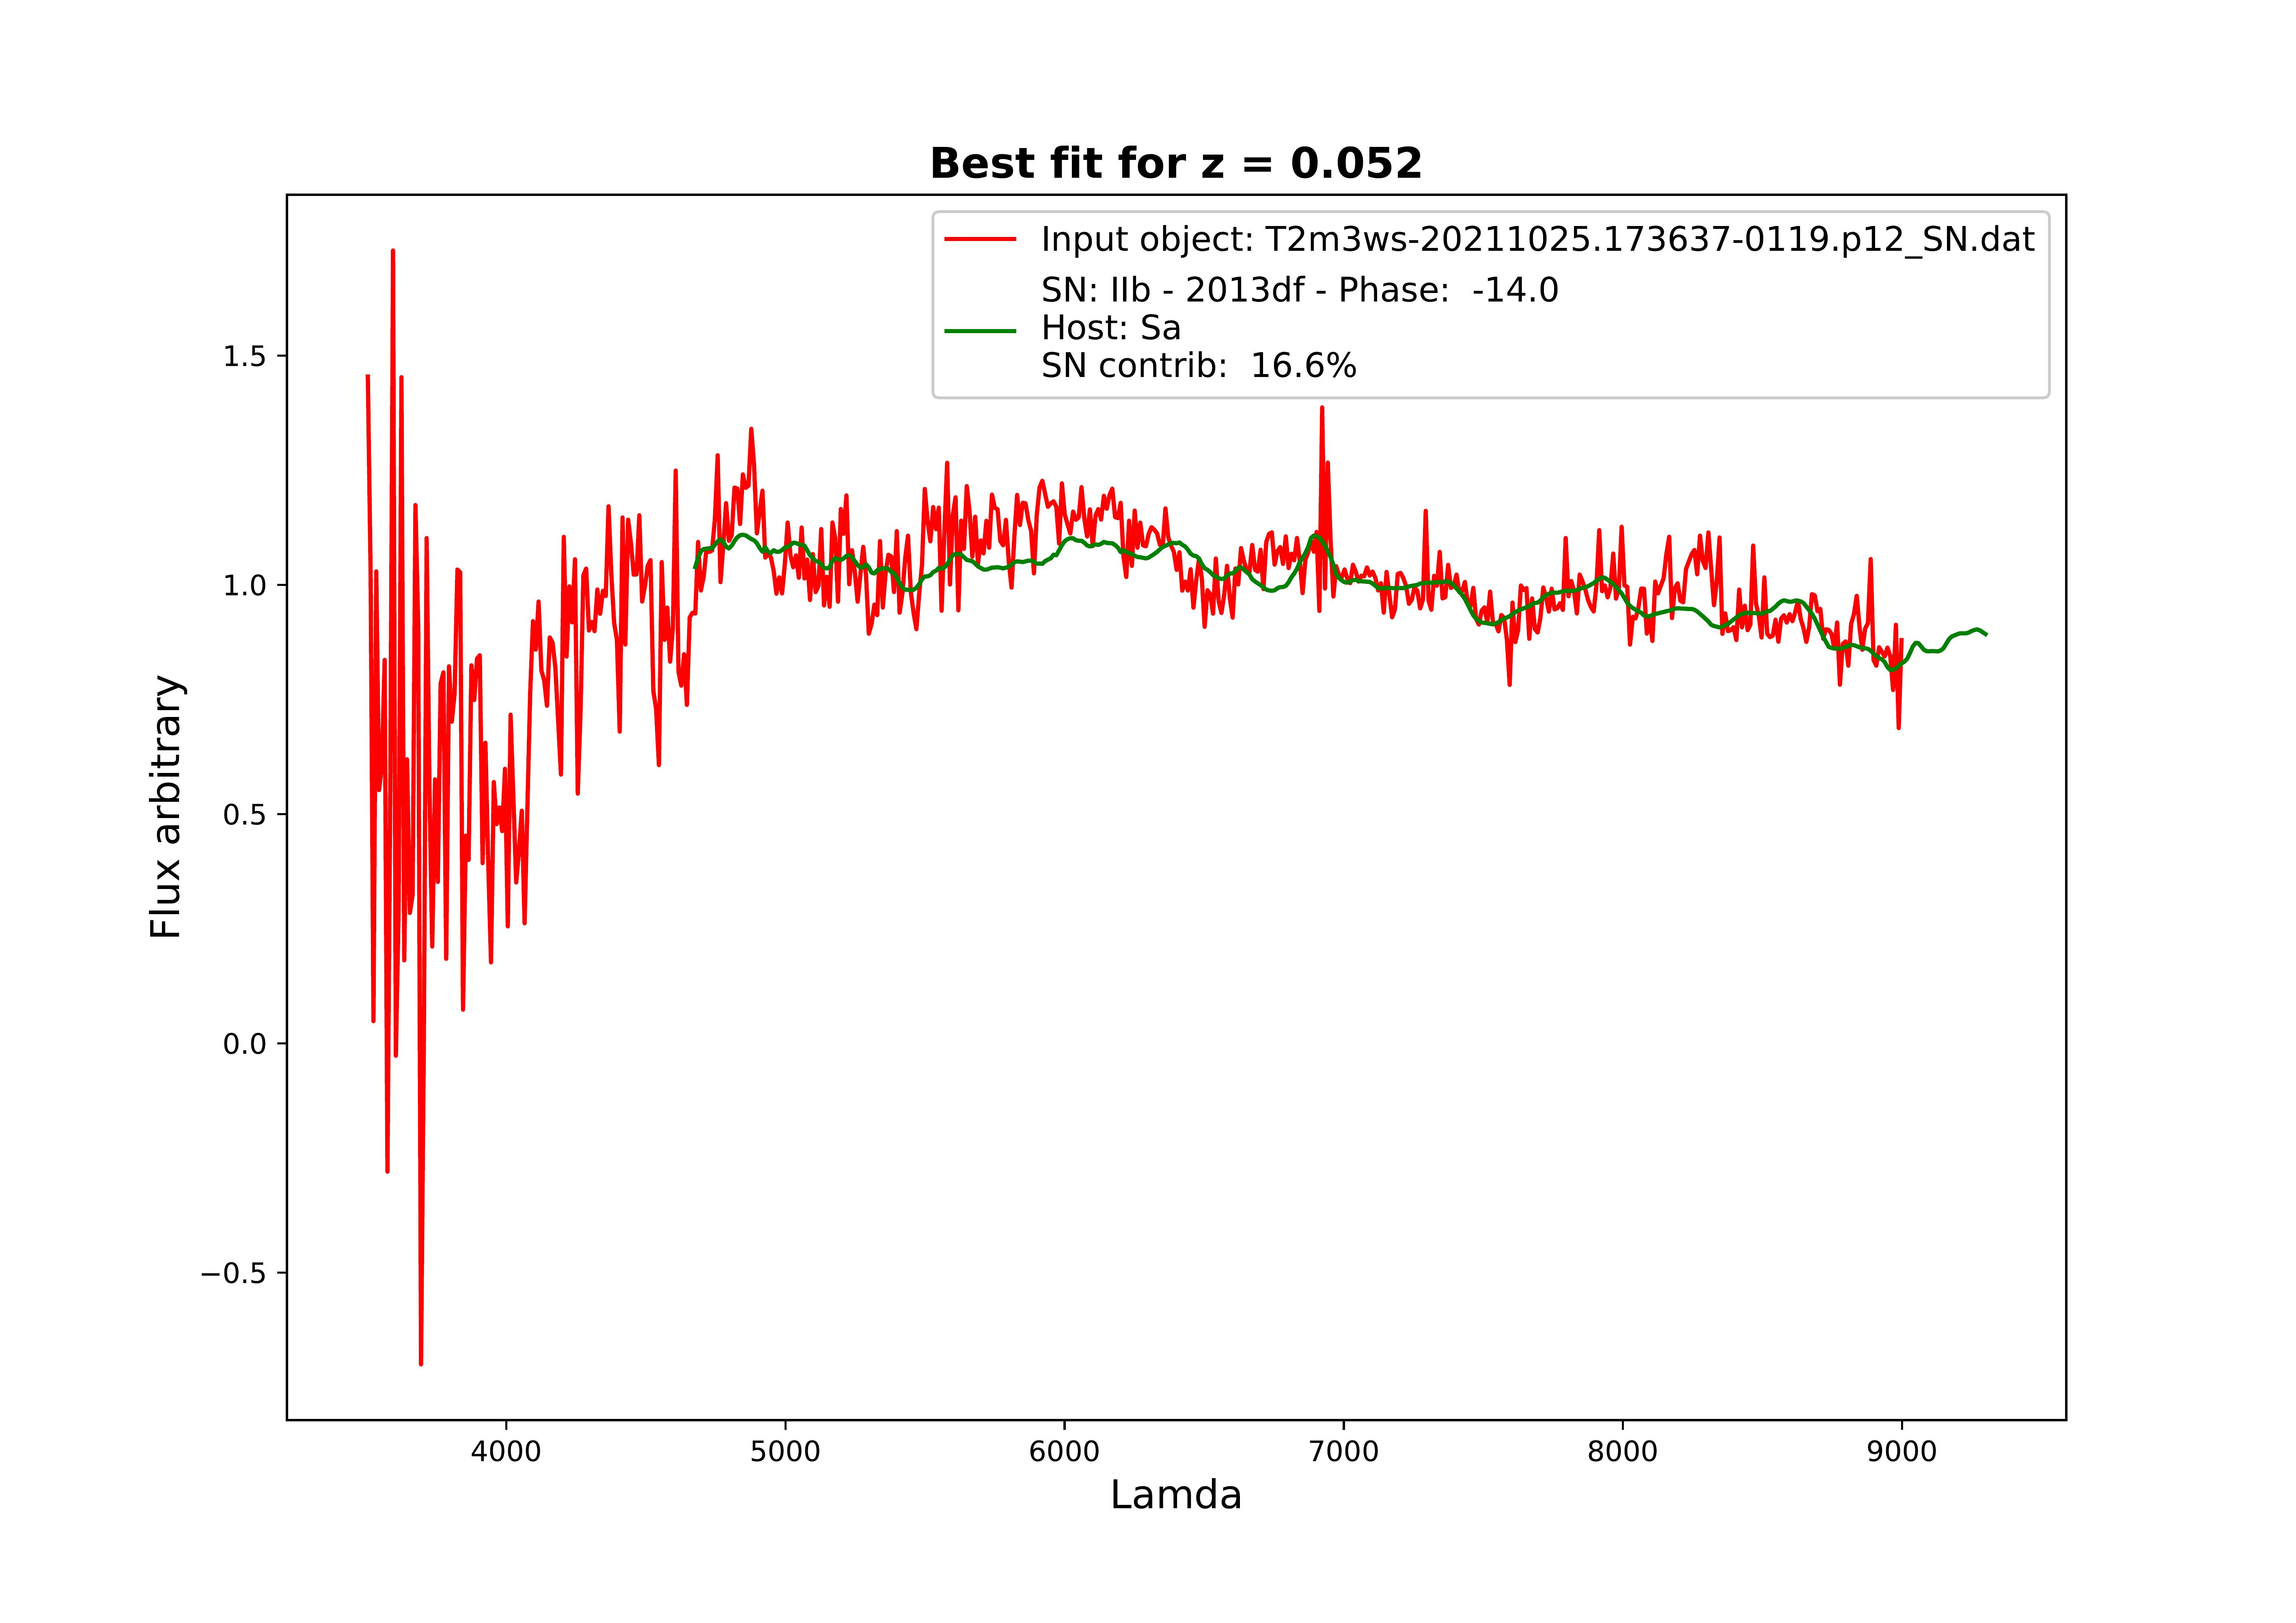 Best fit for z = 0.052
Input object: T2m3ws-20211025.173637-0119.p12_SN.dat
SN: IIb - 2013df - Phase:  -14.0
Host: Sa
SN contrib:  16.6%
Flux arbitrary
1.5
1.0
0.5
0.0
−0.5
4000 5000 6000 7000 8000 9000
Lamda